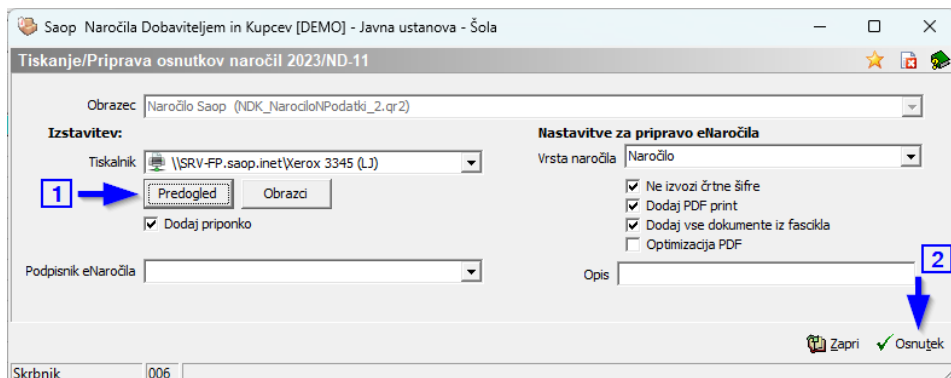 Saop Naročila Dobaviteljem in Kupcev [DEMO] - Javna ustanova - Šola
Tiskanje/Priprava osnutkov naročil 2023/ND-11
Obrazec Naročilo Saop (NDK_NarociloNPodatki_2.qr2)
Izstavitev:
Tiskalnik \\SRV-FP.saop.inet\Xerox 3345 (LJ)
1 Predogled Obrazci
Dodaj priponko
Podpisnik eNaročila
Nastavitve za pripravo eNaročila
Vrsta naročila Naročilo
Ne izvozi črtne šifre
Dodaj PDF print
Dodaj vse dokumente iz fascikla
Optimizacija PDF
Opis
2
Zapri Osnutek
Skrbnik 006